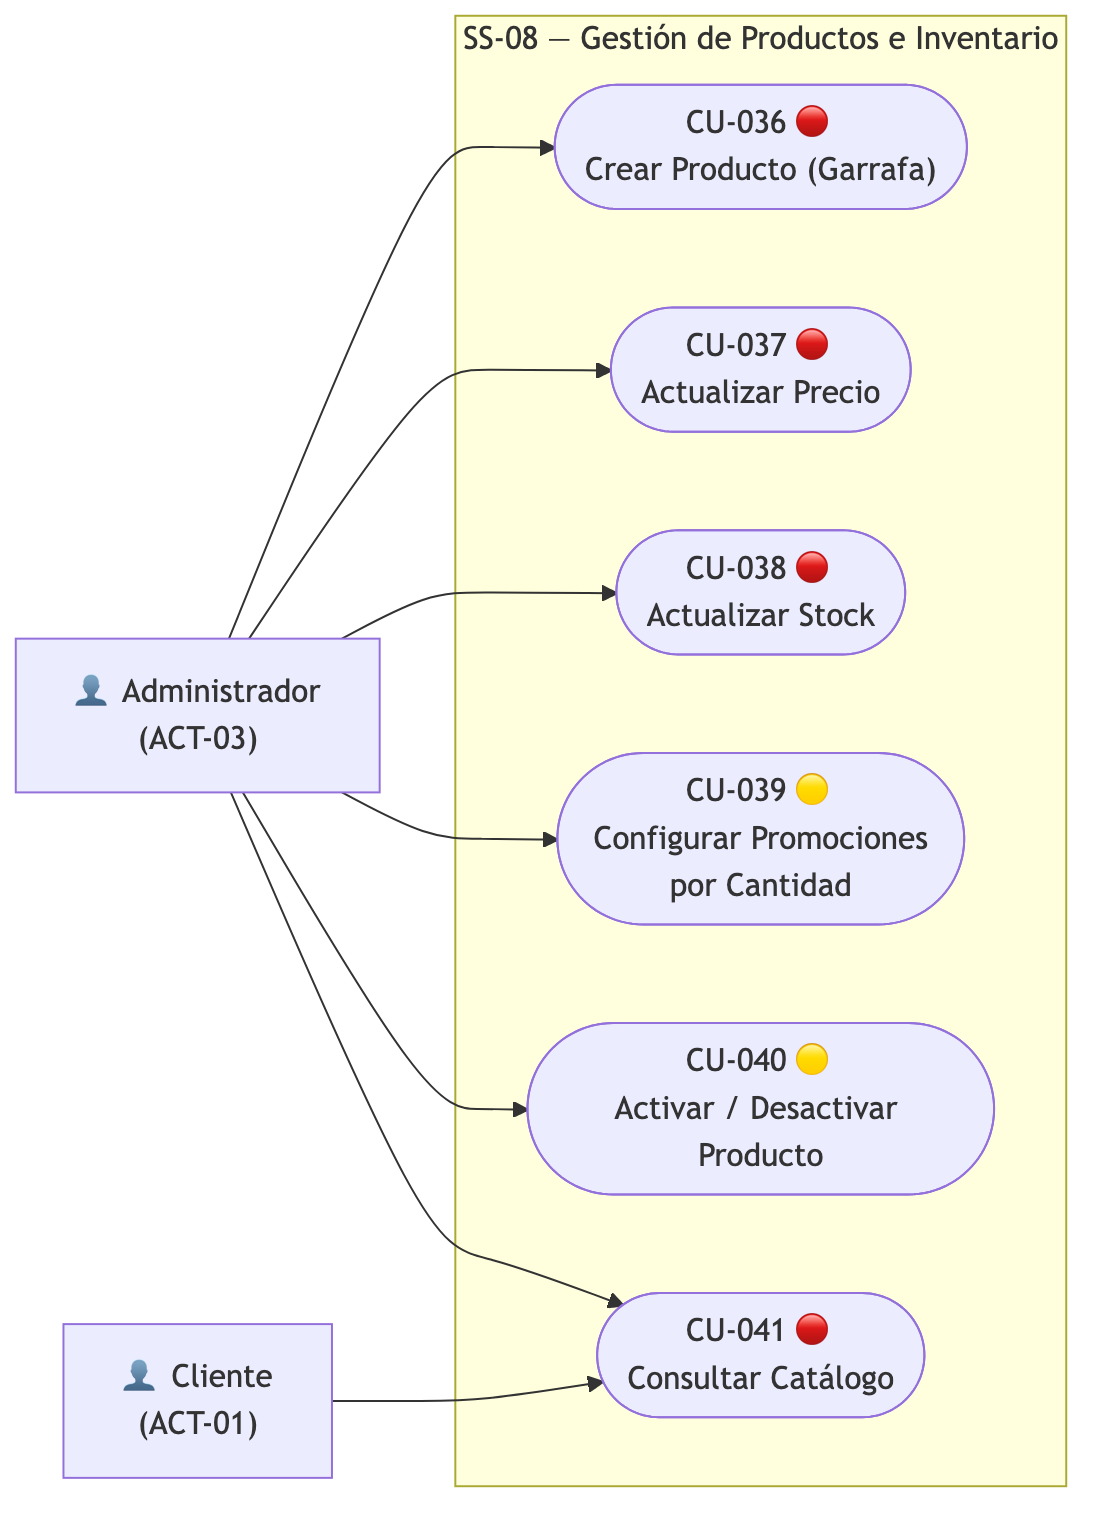 SS-08 — Gestión de Productos e Inventario
CU-036 🔴
Crear Producto (Garrafa)
CU-037 🔴
Actualizar Precio
CU-038 🔴
Actualizar Stock
👤 Administrador
(ACT-03)
CU-039 🟡
Configurar Promociones
por Cantidad
CU-040 🟡
Activar / Desactivar
Producto
CU-041 🔴
Consultar Catálogo
👤 Cliente
(ACT-01)